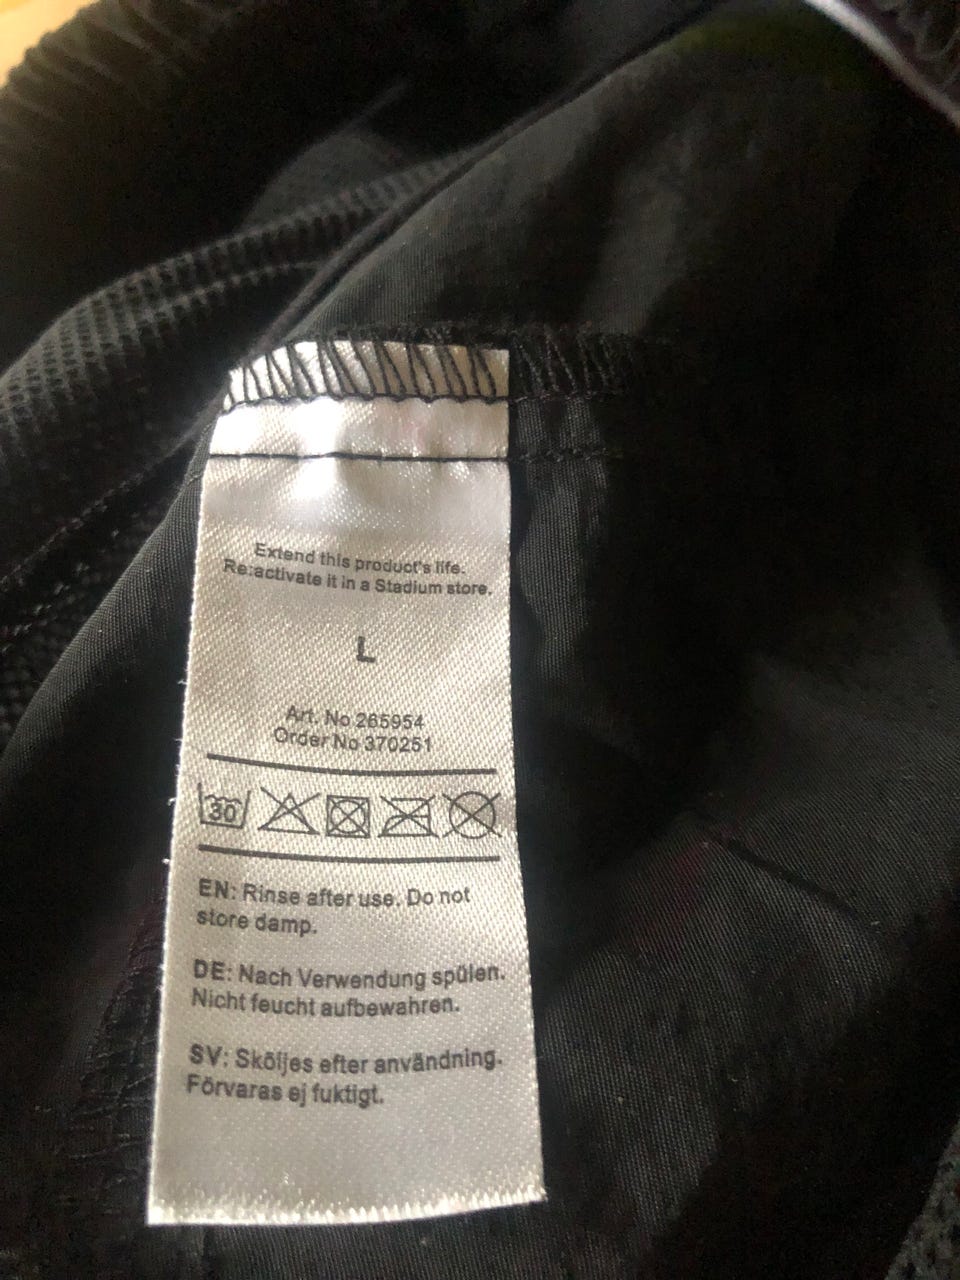 Extend this product's life.
Re:activate it in a Stadium store.
L
Art. No 265954
Order No 370251
30
EN: Rinse after use. Do not
store damp.
DE: Nach Verwendung spülen.
Nicht feucht aufbewahren.
SV: Sköljes efter användning.
Förvaras ej fuktigt.